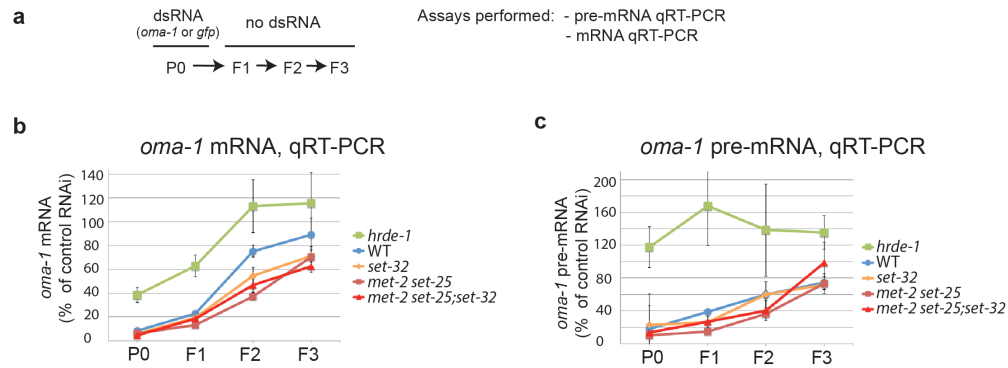 a
dsRNA
(oma-1 or gfp)
no dsRNA
P0 F1 F2 F3
Assays performed: - pre-mRNA qRT-PCR
- mRNA qRT-PCR
b
oma-1 mRNA, qRT-PCR
oma-1 mRNA
(% of control RNAi)
140
120
100
80
60
40
20
0
P0 F1 F2 F3
hrde-1
WT
set-32
met-2 set-25
met-2 set-25;set-32
c
oma-1 pre-mRNA, qRT-PCR
oma-1 pre-mRNA
(% of control RNAi)
200
160
120
80
40
0
P0 F1 F2 F3
hrde-1
WT
set-32
met-2 set-25
met-2 set-25;set-32